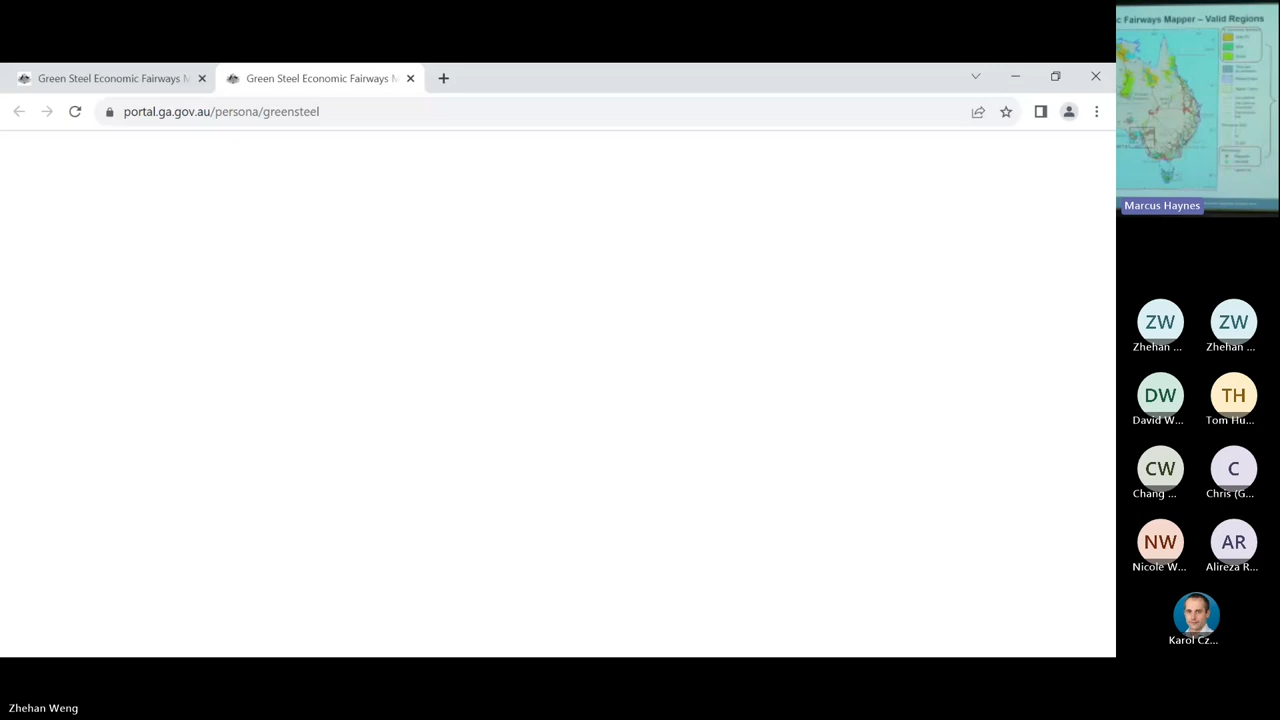 Green Steel Economic Fairways M
Green Steel Economic Fairways M
portal.ga.gov.au/persona/greensteel
c Fairways Mapper – Valid Regions
Marcus Haynes
ZW
ZW
Zhehan ...
Zhehan ...
DW
TH
David W...
Tom Hu...
CW
C
Chang ...
Chris (G...
NW
AR
Nicole W...
Alireza R...
Karol Cz...
Zhehan Weng